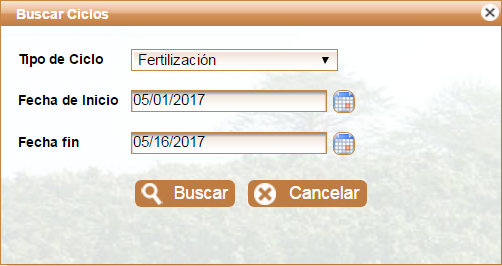 Buscar Ciclos
Tipo de Ciclo Fertilización
Fecha de Inicio 05/01/2017
Fecha fin 05/16/2017
Buscar Cancelar